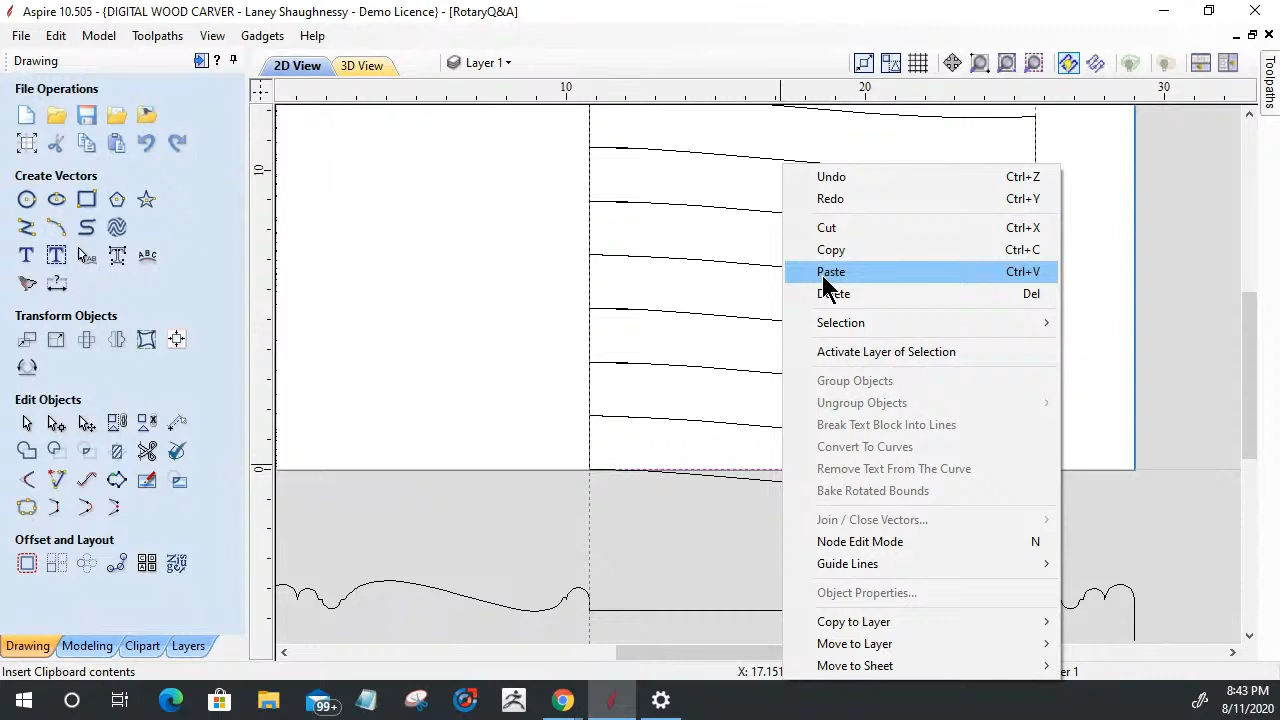 Aspire 10.505 - {DIGITAL WOOD CARVER - Laney Shaughnessy - Demo Licence} - [RotaryQ&A]
File Edit Model Toolpaths View Gadgets Help
Drawing
2D View 3D View Layer 1
File Operations
10 20 30
Toolpaths
Create Vectors
10
Undo Ctrl+Z
Redo Ctrl+Y
Cut Ctrl+X
Copy Ctrl+C
Paste Ctrl+V
Delete Del
Transform Objects
Selection
Activate Layer of Selection
Group Objects
Edit Objects
Ungroup Objects
Break Text Block Into Lines
Convert To Curves
0
Remove Text From The Curve
Bake Rotated Bounds
Join / Close Vectors...
Offset and Layout
Node Edit Mode N
Guide Lines
Object Properties...
Copy to Layer
Drawing Modeling Clipart Layers
Move to Layer
Move to Sheet
Insert Clipboard contents
X: 17.151
99+
8:43 PM
8/11/2020